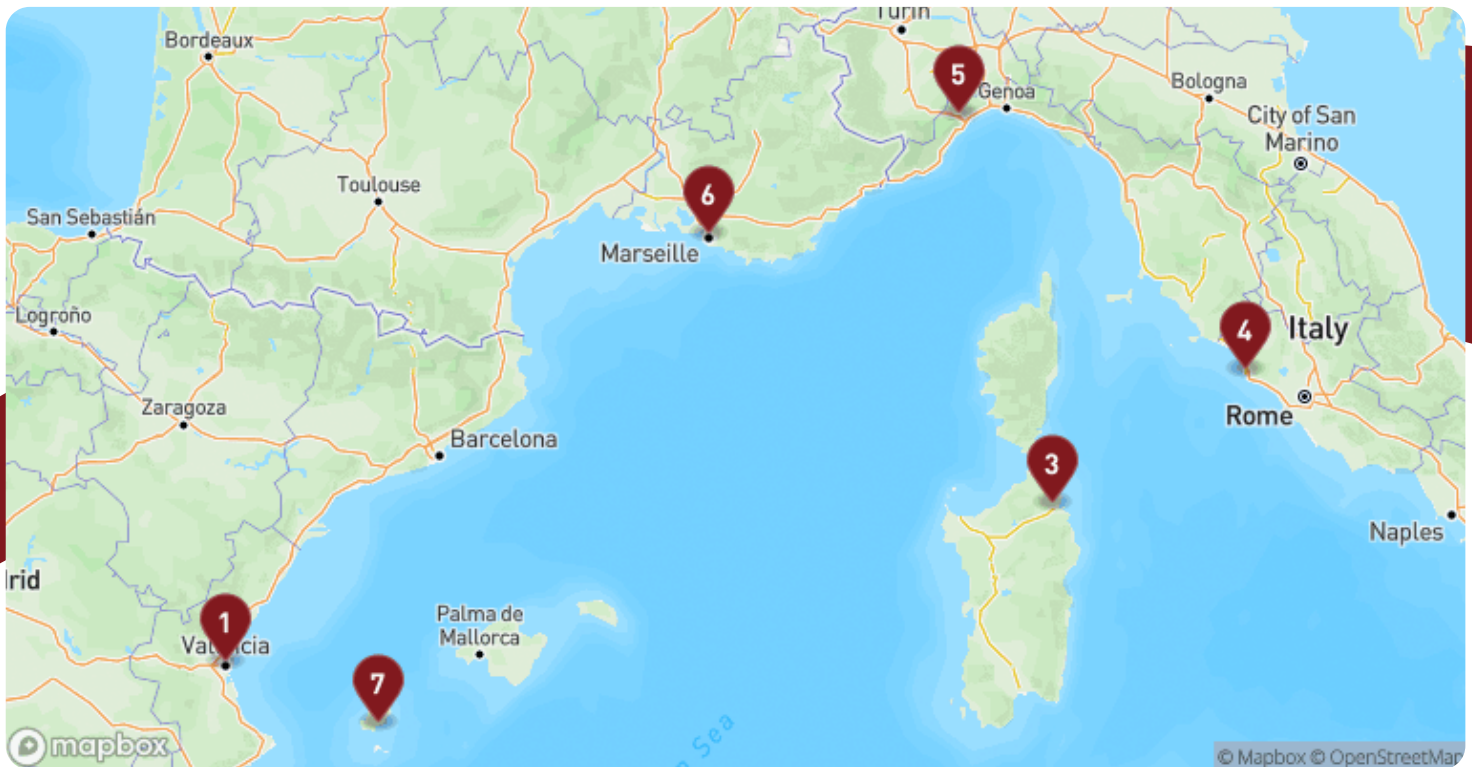 Turin
Bordeaux
5
Genoa
Bologna
City of San
Marino
Toulouse
6
San Sebastián
Marseille
Logroño
4
Italy
Zaragoza
Rome
Barcelona
3
Naples
rid
1
Palma de
Mallorca
Valencia
7
Sea
mapbox
© Mapbox © OpenStreetMap